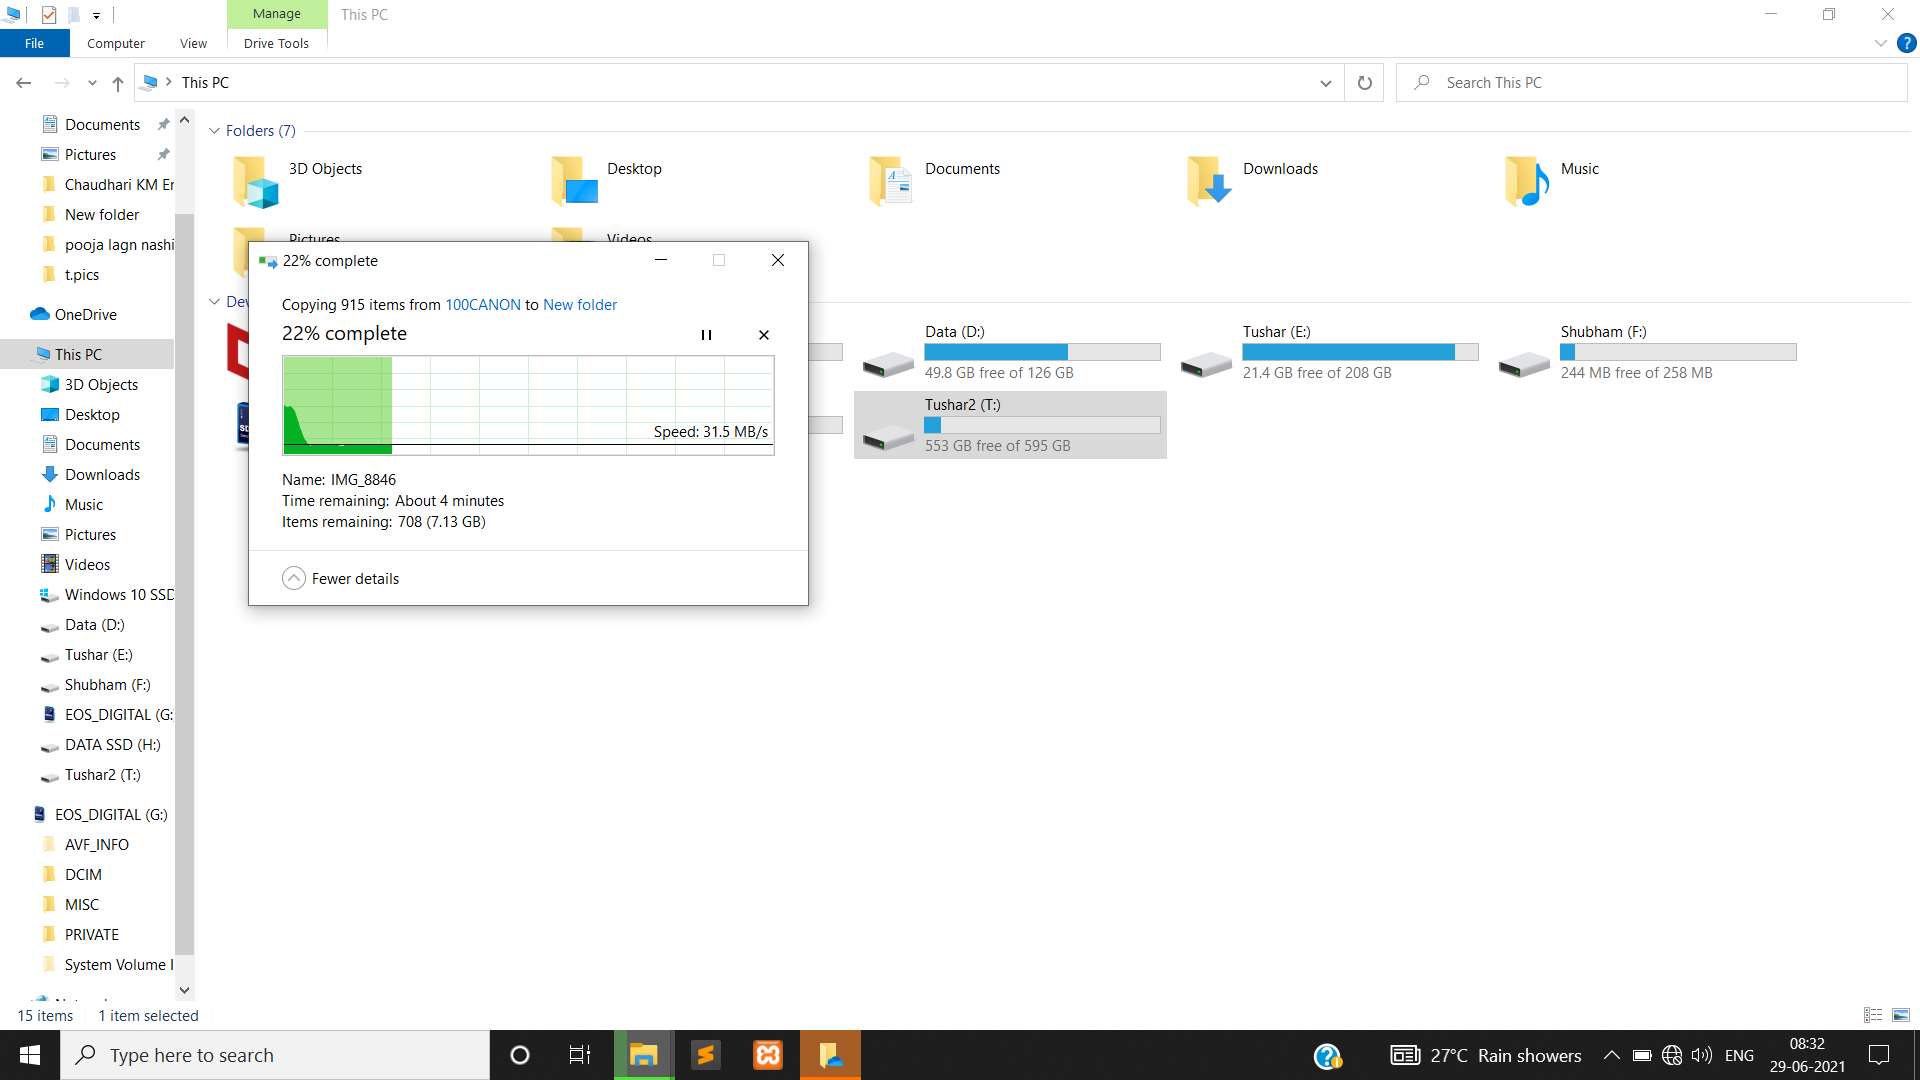 Manage
This PC
File
Computer
View
Drive Tools
This PC
Search This PC
Documents
Pictures
Chaudhari KM Er
New folder
pooja lagn nashi
t.pics
OneDrive
This PC
3D Objects
Desktop
Documents
Downloads
Music
Pictures
Videos
Windows 10 SSD
Data (D:)
Tushar (E:)
Shubham (F:)
EOS_DIGITAL (G:
DATA SSD (H:)
Tushar2 (T:)
EOS_DIGITAL (G:)
AVF_INFO
DCIM
MISC
PRIVATE
System Volume I
Folders (7)
3D Objects
Desktop
Documents
Downloads
Music
Pictures
Videos
22% complete
Copying 915 items from 100CANON to New folder
22% complete
Speed: 31.5 MB/s
Name: IMG_8846
Time remaining: About 4 minutes
Items remaining: 708 (7.13 GB)
Fewer details
Data (D:)
49.8 GB free of 126 GB
Tushar (E:)
21.4 GB free of 208 GB
Shubham (F:)
244 MB free of 258 MB
Tushar2 (T:)
553 GB free of 595 GB
15 items
1 item selected
Type here to search
27°C Rain showers
ENG
08:32
29-06-2021